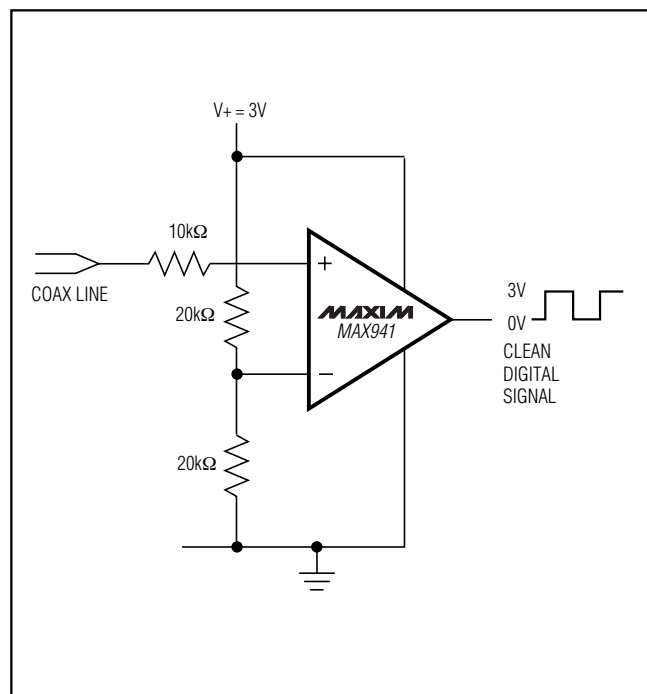 V+ = 3V
10kΩ
COAX LINE
20kΩ
+
MAXIM
MAX941
−
20kΩ
3V
0V
CLEAN
DIGITAL
SIGNAL